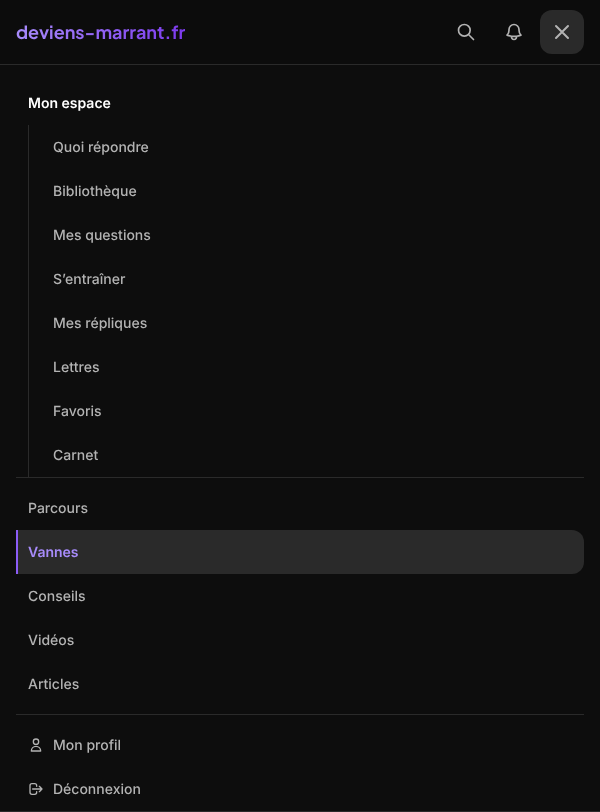 deviens-marrant.fr
Mon espace
Quoi répondre
Bibliothèque
Mes questions
S’entraîner
Mes répliques
Lettres
Favoris
Carnet
Parcours
Vannes
Conseils
Vidéos
Articles
Mon profil
Déconnexion